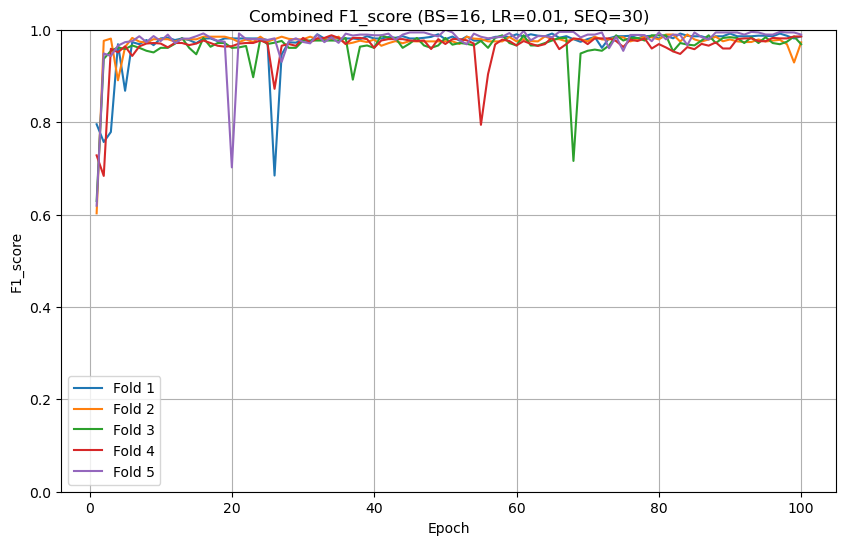 Combined F1_score (BS=16, LR=0.01, SEQ=30)
1.0
0.8
0.6
0.4
0.2
0.0
F1_score
Fold 1
Fold 2
Fold 3
Fold 4
Fold 5
0 20 40 60 80 100
Epoch